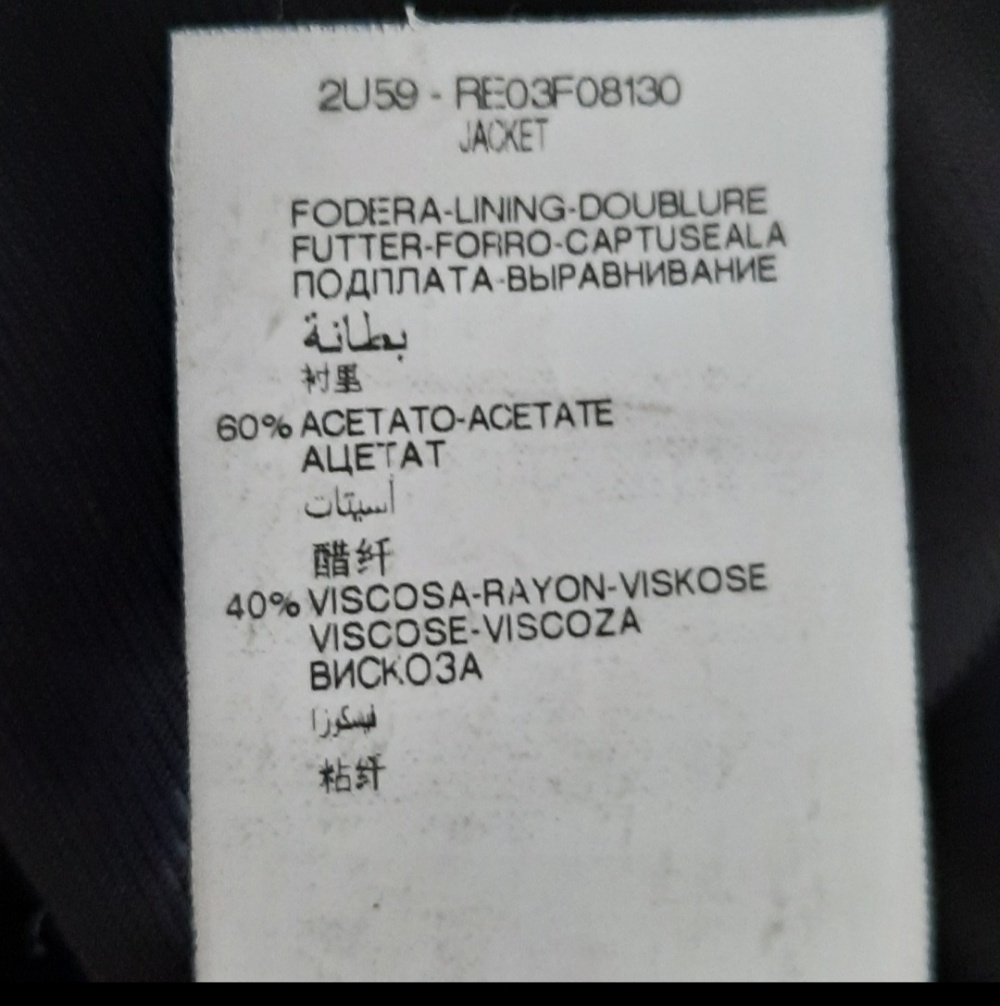 2U59 - RE03F08130
JACKET
FODERA-LINING-DOUBLURE
FUTTER-FORRO-CAPTUSEALA
ПОДПЛАТА-ВЫРАВНИВАНИЕ
بطانة
衬里
60% ACETATO-ACETATE
АЦЕТАТ
أسيتات
醋纤
40% VISCOSA-RAYON-VISKOSE
VISCOSE-VISCOZA
ВИСКОЗА
فيسكوزا
粘纤